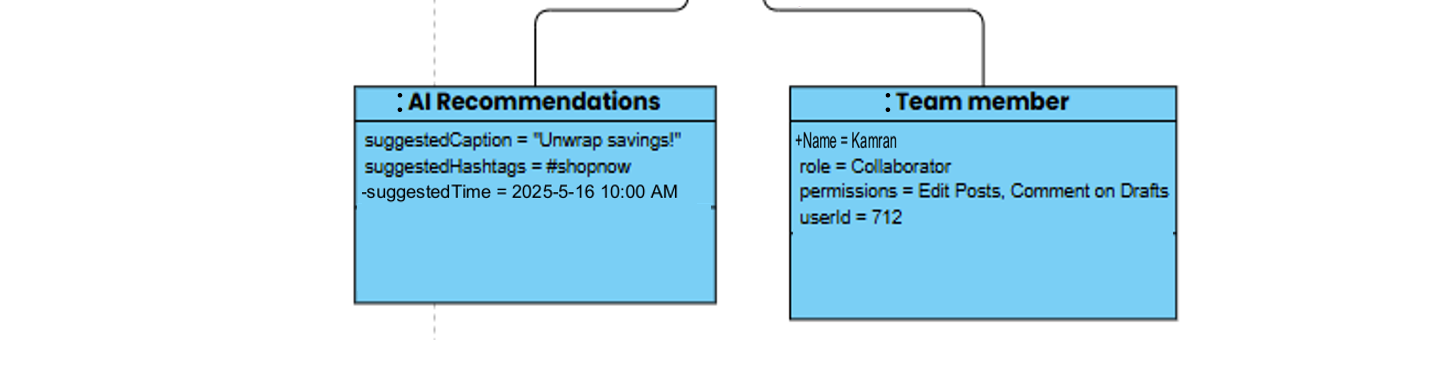 : AI Recommendations
suggestedCaption = "Unwrap savings!"
suggestedHashtags = #shopnow
-suggestedTime = 2025-5-16 10:00 AM
: Team member
+Name = Kamran
role = Collaborator
permissions = Edit Posts, Comment on Drafts
userId = 712